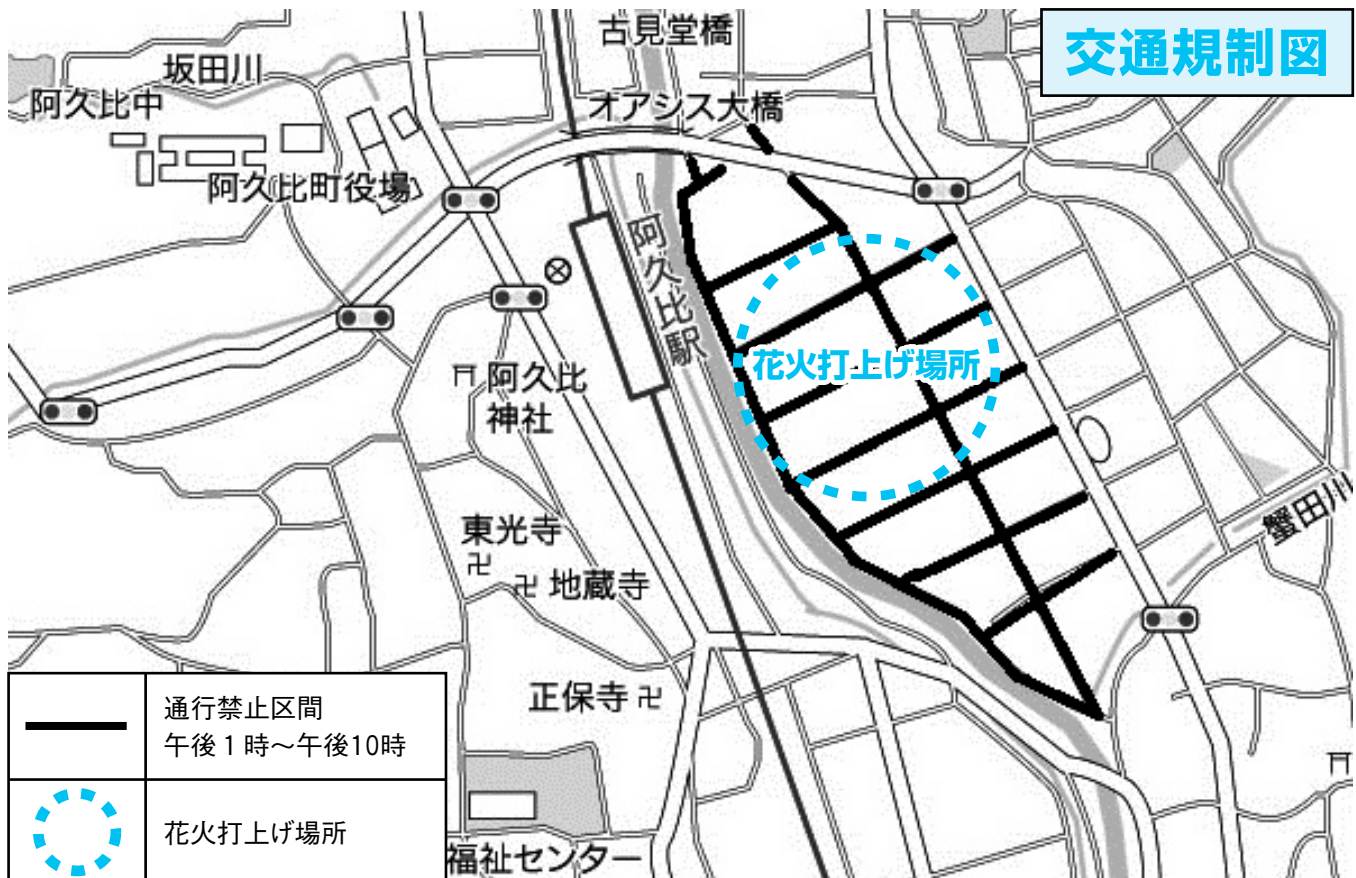 交通規制図
古見堂橋
坂田川
阿久比中
オアシス大橋
阿久比町役場
阿久比駅
花火打上げ場所
阿久比
神社
蟹田川
東光寺
地蔵寺
正保寺
通行禁止区間
午後1時～午後10時
花火打上げ場所
福祉センター